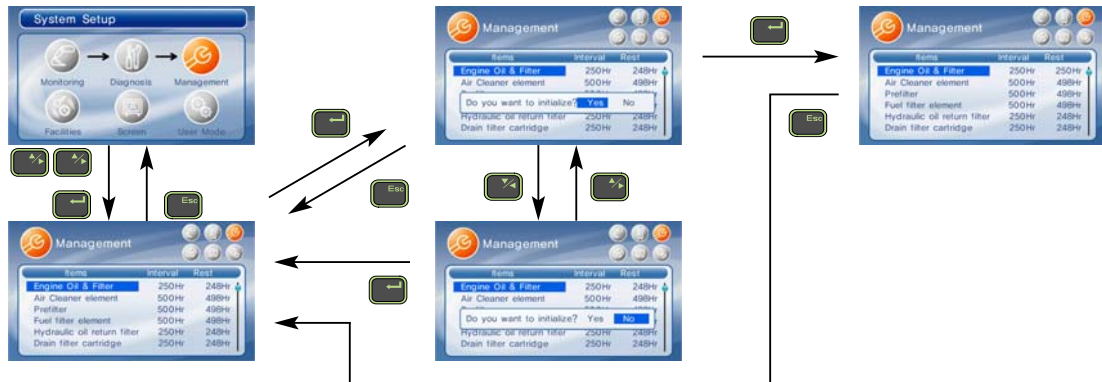 System Setup
Monitoring
Diagnosis
Management
Facilities
Screen
User Mode
Esc
Management
Items Interval Rest
Engine Oil & Filter 250Hr 248Hr
Air Cleaner element 500Hr 498Hr
Prefilter 500Hr 498Hr
Fuel filter element 500Hr 498Hr
Hydraulic oil return filter 250Hr 248Hr
Drain filter cartridge 250Hr 248Hr
Esc
Management
Items Interval Rest
Engine Oil & Filter 250Hr 248Hr
Air Cleaner element 500Hr 498Hr
Do you want to initialize? Yes No
Hydraulic oil return filter 250Hr 248Hr
Drain filter cartridge 250Hr 248Hr
Management
Items Interval Rest
Engine Oil & Filter 250Hr 248Hr
Air Cleaner element 500Hr 498Hr
Do you want to initialize? Yes No
Hydraulic oil return filter 250Hr 248Hr
Drain filter cartridge 250Hr 248Hr
Management
Items Interval Rest
Engine Oil & Filter 250Hr 250Hr
Air Cleaner element 500Hr 498Hr
Prefilter 500Hr 498Hr
Fuel filter element 500Hr 498Hr
Hydraulic oil return filter 250Hr 248Hr
Drain filter cartridge 250Hr 248Hr
Esc